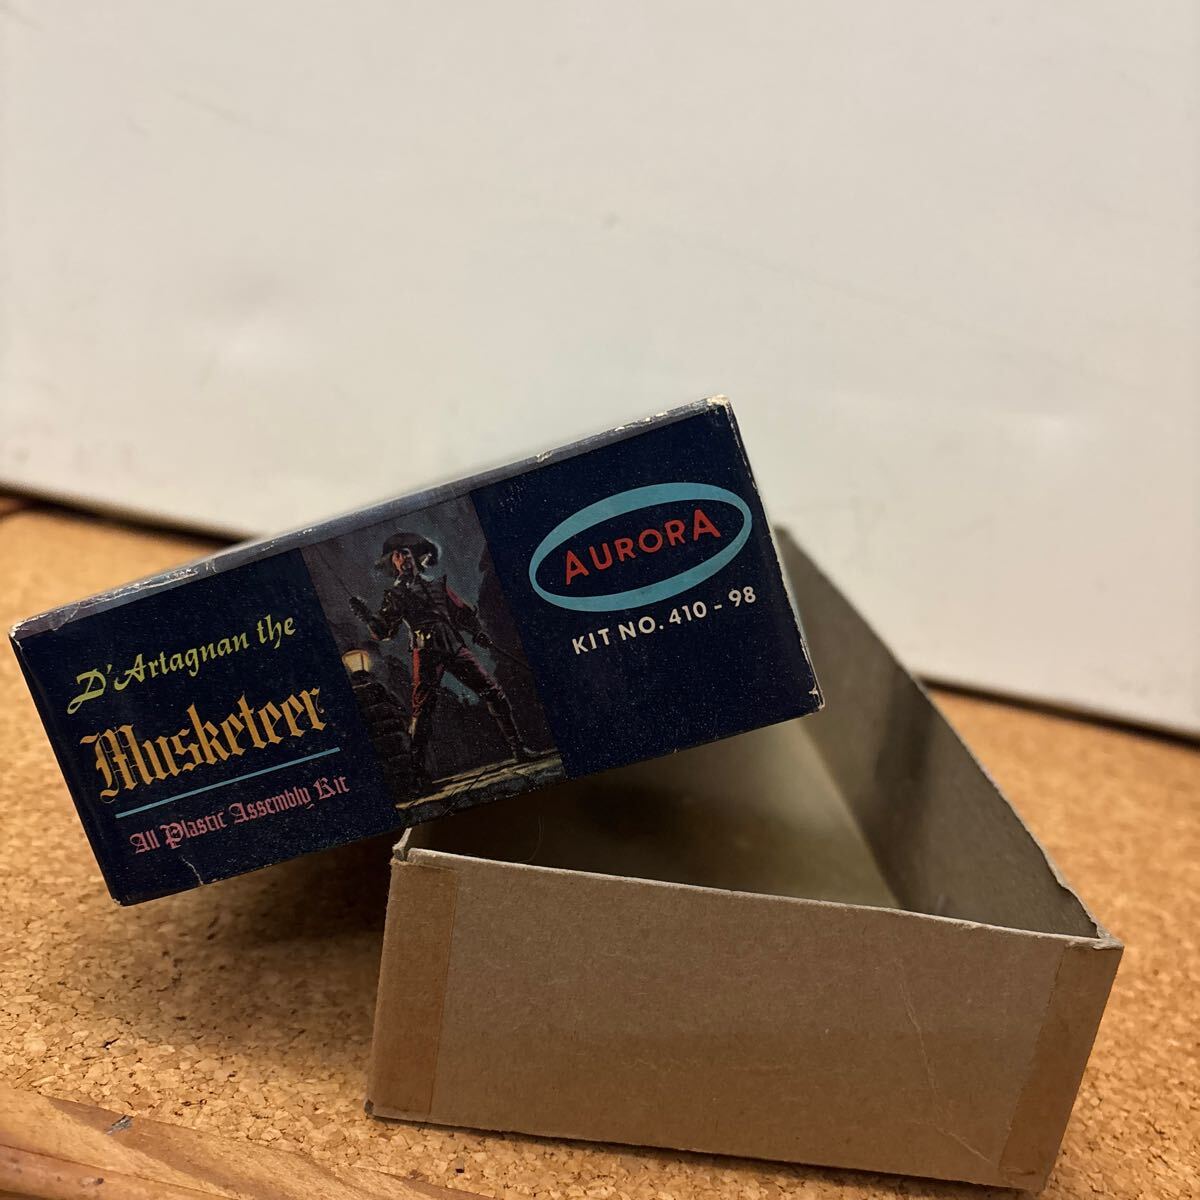 D'Artagnan the
Musketeer
All Plastic Assembly Kit
AURORA
KIT NO. 410 - 98